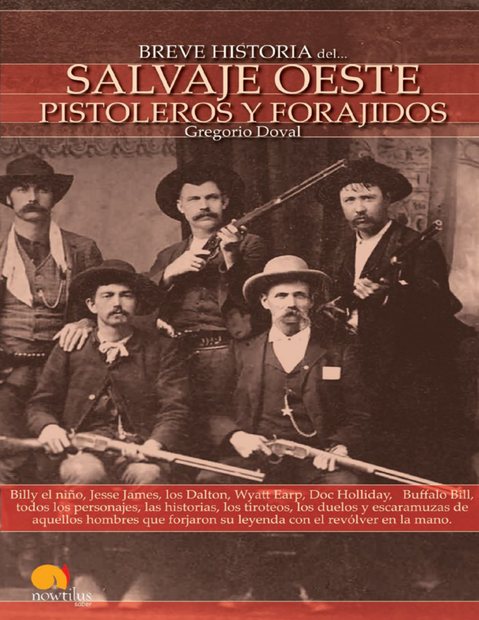 BREVE HISTORIA del...
SALVAJE OESTE
PISTOLEROS Y FORAJIDOS
Gregorio Doval
Billy el niño, Jesse James, los Dalton, Wyatt Earp, Doc Holliday, Buffalo Bill,
todos los personajes, las historias, los tiroteos, los duelos y escaramuzas de
aquellos hombres que forjaron su leyenda con el revólver en la mano.
nowtilus
saber